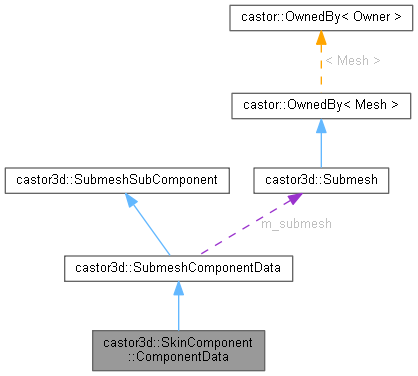 castor::OwnedBy< Owner >
< Mesh >
castor::OwnedBy< Mesh >
castor3d::SubmeshSubComponent
castor3d::Submesh
m_submesh
castor3d::SubmeshComponentData
castor3d::SkinComponent
::ComponentData